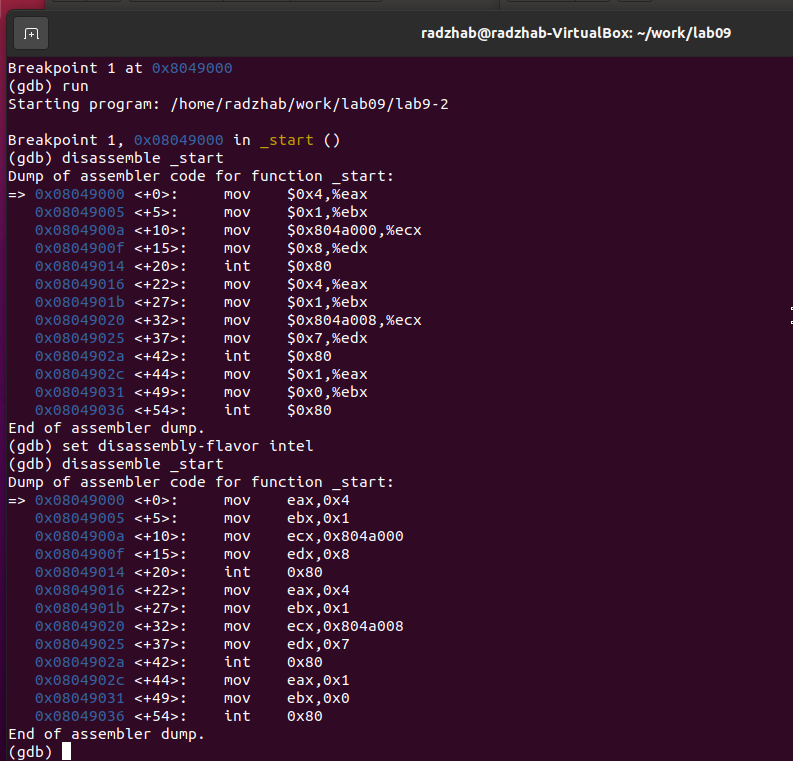 radzhab@radzhab-VirtualBox: ~/work/lab09
Breakpoint 1 at 0x8049000
(gdb) run
Starting program: /home/radzhab/work/lab09/lab9-2

Breakpoint 1, 0x08049000 in _start ()
(gdb) disassemble _start
Dump of assembler code for function _start:
=> 0x08049000 <+0>:     mov    $0x4,%eax
   0x08049005 <+5>:     mov    $0x1,%ebx
   0x0804900a <+10>:    mov    $0x804a000,%ecx
   0x0804900f <+15>:    mov    $0x8,%edx
   0x08049014 <+20>:    int    $0x80
   0x08049016 <+22>:    mov    $0x4,%eax
   0x0804901b <+27>:    mov    $0x1,%ebx
   0x08049020 <+32>:    mov    $0x804a008,%ecx
   0x08049025 <+37>:    mov    $0x7,%edx
   0x0804902a <+42>:    int    $0x80
   0x0804902c <+44>:    mov    $0x1,%eax
   0x08049031 <+49>:    mov    $0x0,%ebx
   0x08049036 <+54>:    int    $0x80
End of assembler dump.
(gdb) set disassembly-flavor intel
(gdb) disassemble _start
Dump of assembler code for function _start:
=> 0x08049000 <+0>:     mov    eax,0x4
   0x08049005 <+5>:     mov    ebx,0x1
   0x0804900a <+10>:    mov    ecx,0x804a000
   0x0804900f <+15>:    mov    edx,0x8
   0x08049014 <+20>:    int    0x80
   0x08049016 <+22>:    mov    eax,0x4
   0x0804901b <+27>:    mov    ebx,0x1
   0x08049020 <+32>:    mov    ecx,0x804a008
   0x08049025 <+37>:    mov    edx,0x7
   0x0804902a <+42>:    int    0x80
   0x0804902c <+44>:    mov    eax,0x1
   0x08049031 <+49>:    mov    ebx,0x0
   0x08049036 <+54>:    int    0x80
End of assembler dump.
(gdb)